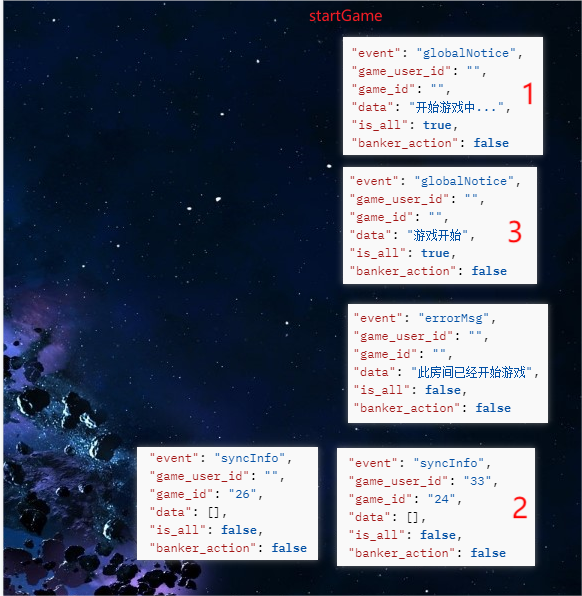 startGame
"event": "globalNotice",
"game_user_id": "",
"game_id": "",
"data": "开始游戏中...",
"is_all": true,
"banker_action": false
1
"event": "globalNotice",
"game_user_id": "",
"game_id": "",
"data": "游戏开始",
"is_all": true,
"banker_action": false
3
"event": "errorMsg",
"game_user_id": "",
"game_id": "",
"data": "此房间已经开始游戏",
"is_all": false,
"banker_action": false
"event": "syncInfo",
"game_user_id": "",
"game_id": "26",
"data": [],
"is_all": false,
"banker_action": false
"event": "syncInfo",
"game_user_id": "33",
"game_id": "24",
"data": [],
"is_all": false,
"banker_action": false
2